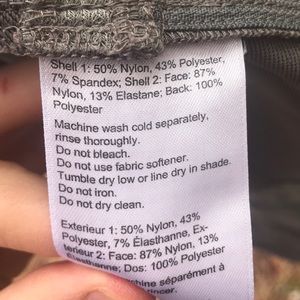 Shell 1: 50% Nylon, 43% Polyester,
7% Spandex; Shell 2: Face: 87%
Nylon, 13% Elastane; Back: 100%
Polyester
Machine wash cold separately,
rinse thoroughly.
Do not bleach.
Do not use fabric softener.
Tumble dry low or line dry in shade.
Do not iron.
Do not dry clean.
Exterieur 1: 50% Nylon, 43%
Polyester, 7% Élasthanne, Ex-
terieur 2: Face: 87% Nylon, 13%
Élasthanne; Dos: 100% Polyester
séparément à
rincer.